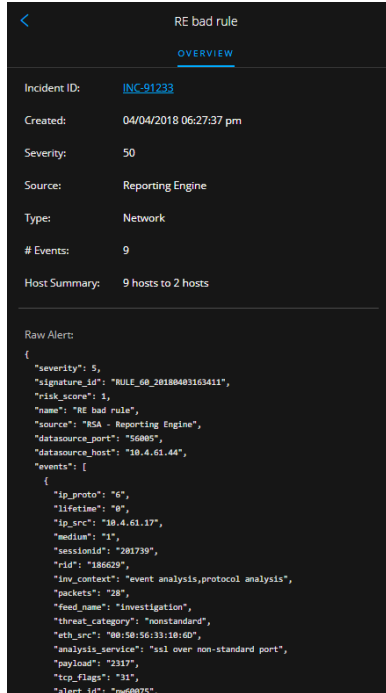 RE bad rule
OVERVIEW
Incident ID: INC-91233
Created: 04/04/2018 06:27:37 pm
Severity: 50
Source: Reporting Engine
Type: Network
# Events: 9
Host Summary: 9 hosts to 2 hosts
Raw Alert:
{
"severity": 5,
"signature_id": "RULE_60_20180403163411",
"risk_score": 1,
"name": "RE bad rule",
"source": "RSA - Reporting Engine",
"datasource_port": "56005",
"datasource_host": "10.4.61.44",
"events": [
{
"ip_proto": "6",
"lifetime": "0",
"ip_src": "10.4.61.17",
"medium": "1",
"sessionid": "201739",
"rid": "186629",
"inv_context": "event analysis,protocol analysis",
"packets": "28",
"feed_name": "investigation",
"threat_category": "nonstandard",
"eth_src": "00:50:56:33:10:6D",
"analysis_service": "ssl over non-standard port",
"payload": "2317",
"tcp_flags": "31",
"alert_id": "nw60075",